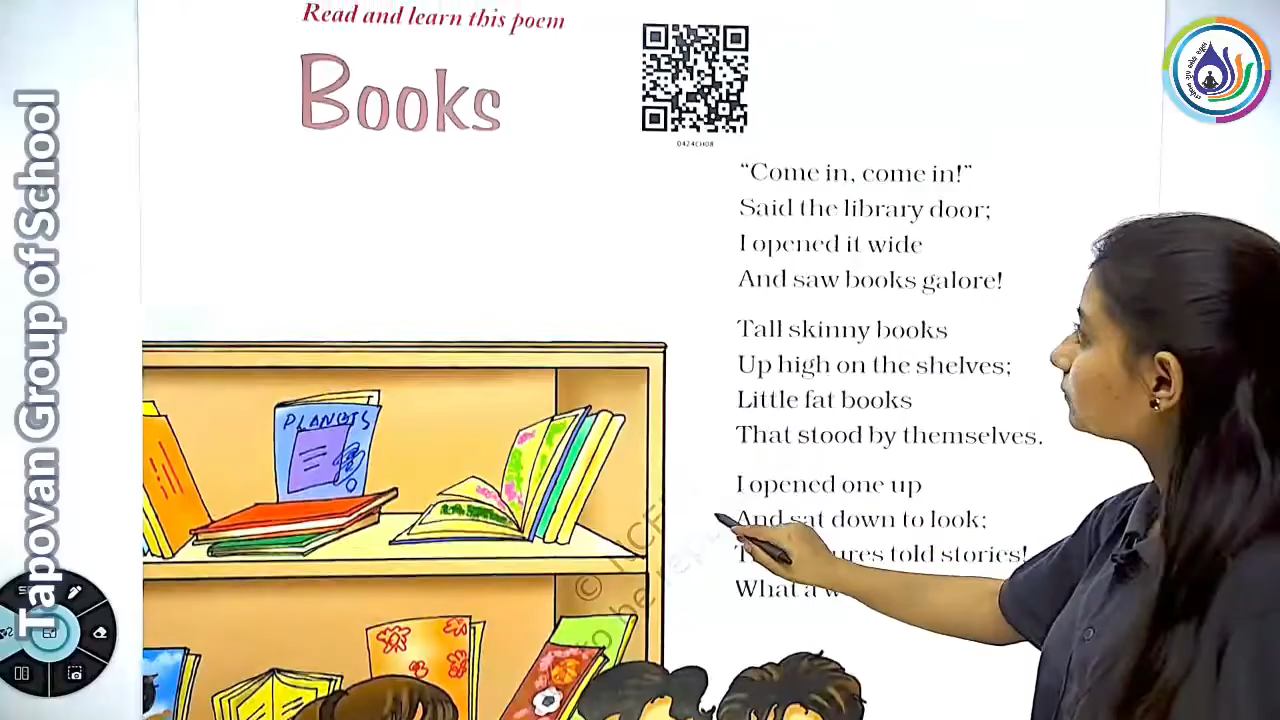 Read and learn this poem
Books
0424CH08
“Come in, come in!”
Said the library door;
I opened it wide
And saw books galore!
Tall skinny books
Up high on the shelves;
Little fat books
That stood by themselves.
I opened one up
And sat down to look;
told stories!
What a
PLANETS
©
Tapovan Group of School